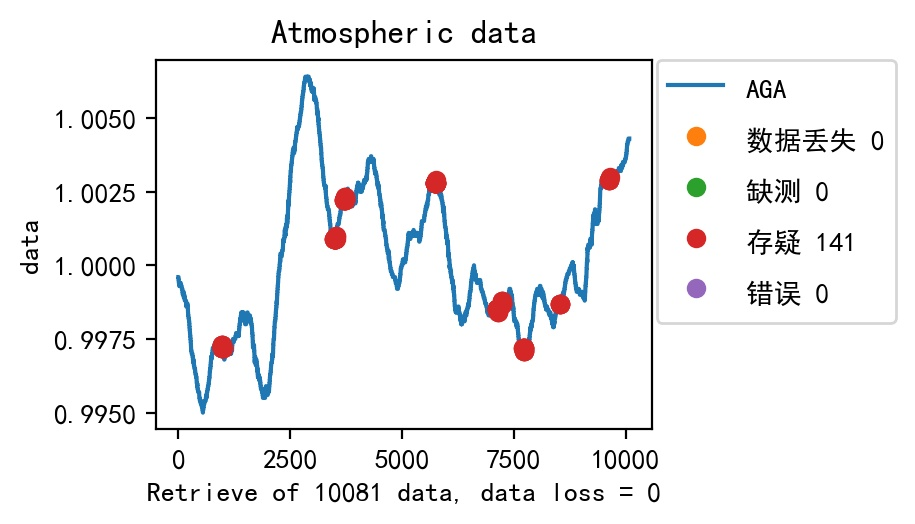 Atmospheric data
data
1.0050
1.0025
1.0000
0.9975
0.9950
0
2500
5000
7500
10000
Retrieve of 10081 data, data loss = 0
AGA
数据丢失 0
缺测 0
存疑 141
错误 0